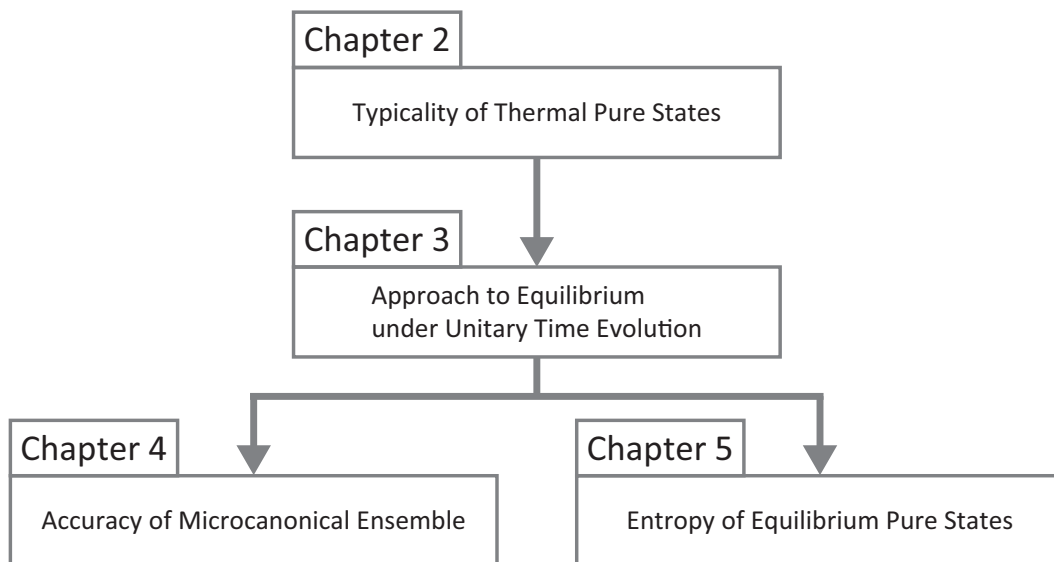 Chapter 2
Typicality of Thermal Pure States
Chapter 3
Approach to Equilibrium
under Unitary Time Evolution
Chapter 4
Accuracy of Microcanonical Ensemble
Chapter 5
Entropy of Equilibrium Pure States